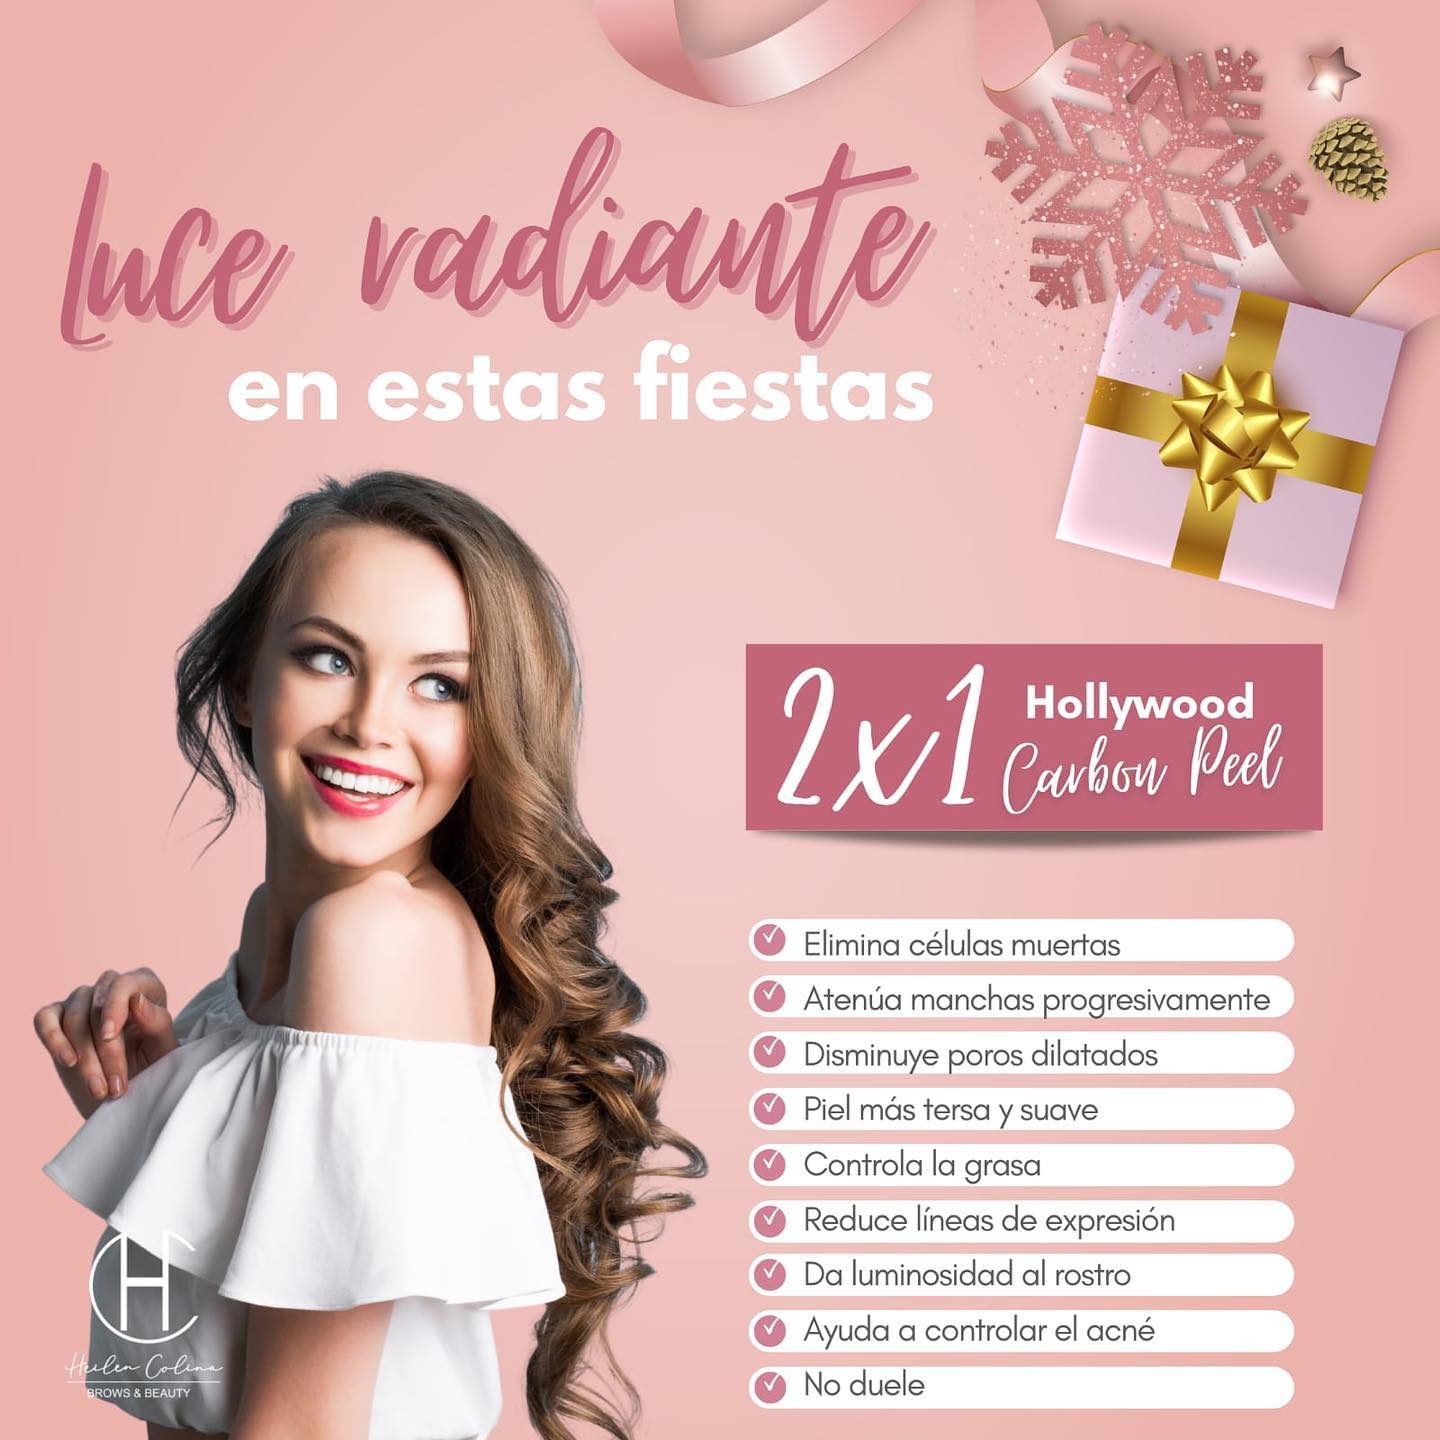 Luce radiante
en estas fiestas
2x1 Hollywood
Carbon Peel
Elimina células muertas
Atenúa manchas progresivamente
Disminuye poros dilatados
Piel más tersa y suave
Controla la grasa
Reduce líneas de expresión
Da luminosidad al rostro
Ayuda a controlar el acné
No duele
HC
Heilen Colina
BROWS & BEAUTY